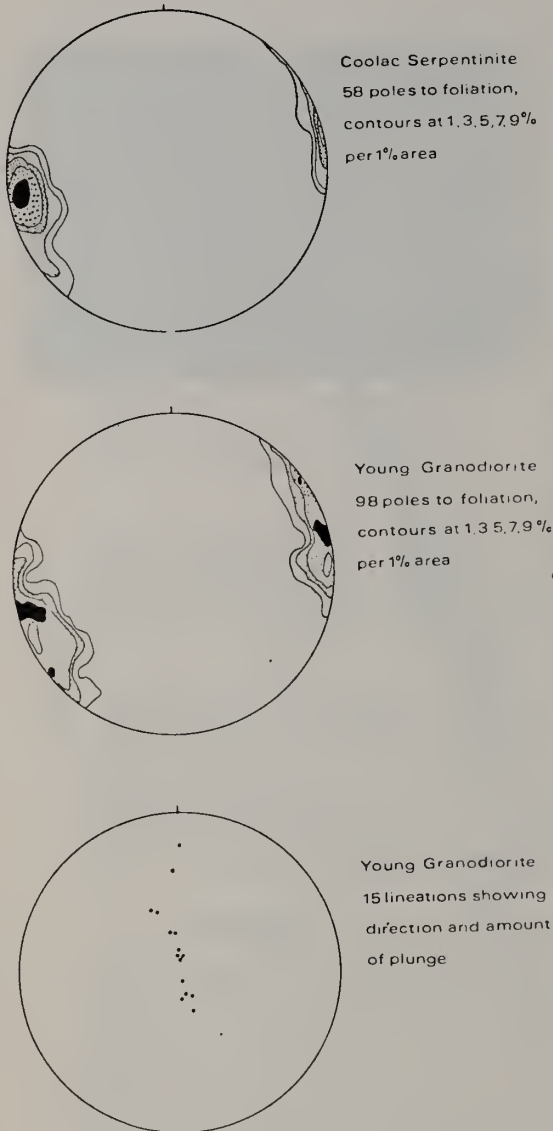 Coolac Serpentinite
58 poles to foliation,
contours at 1,3,5,7,9%
per 1% area
Young Granodiorite
98 poles to foliation,
contours at 1,3 5,7,9%
per 1% area
Young Granodiorite
15 lineations showing
direction and amount
of plunge